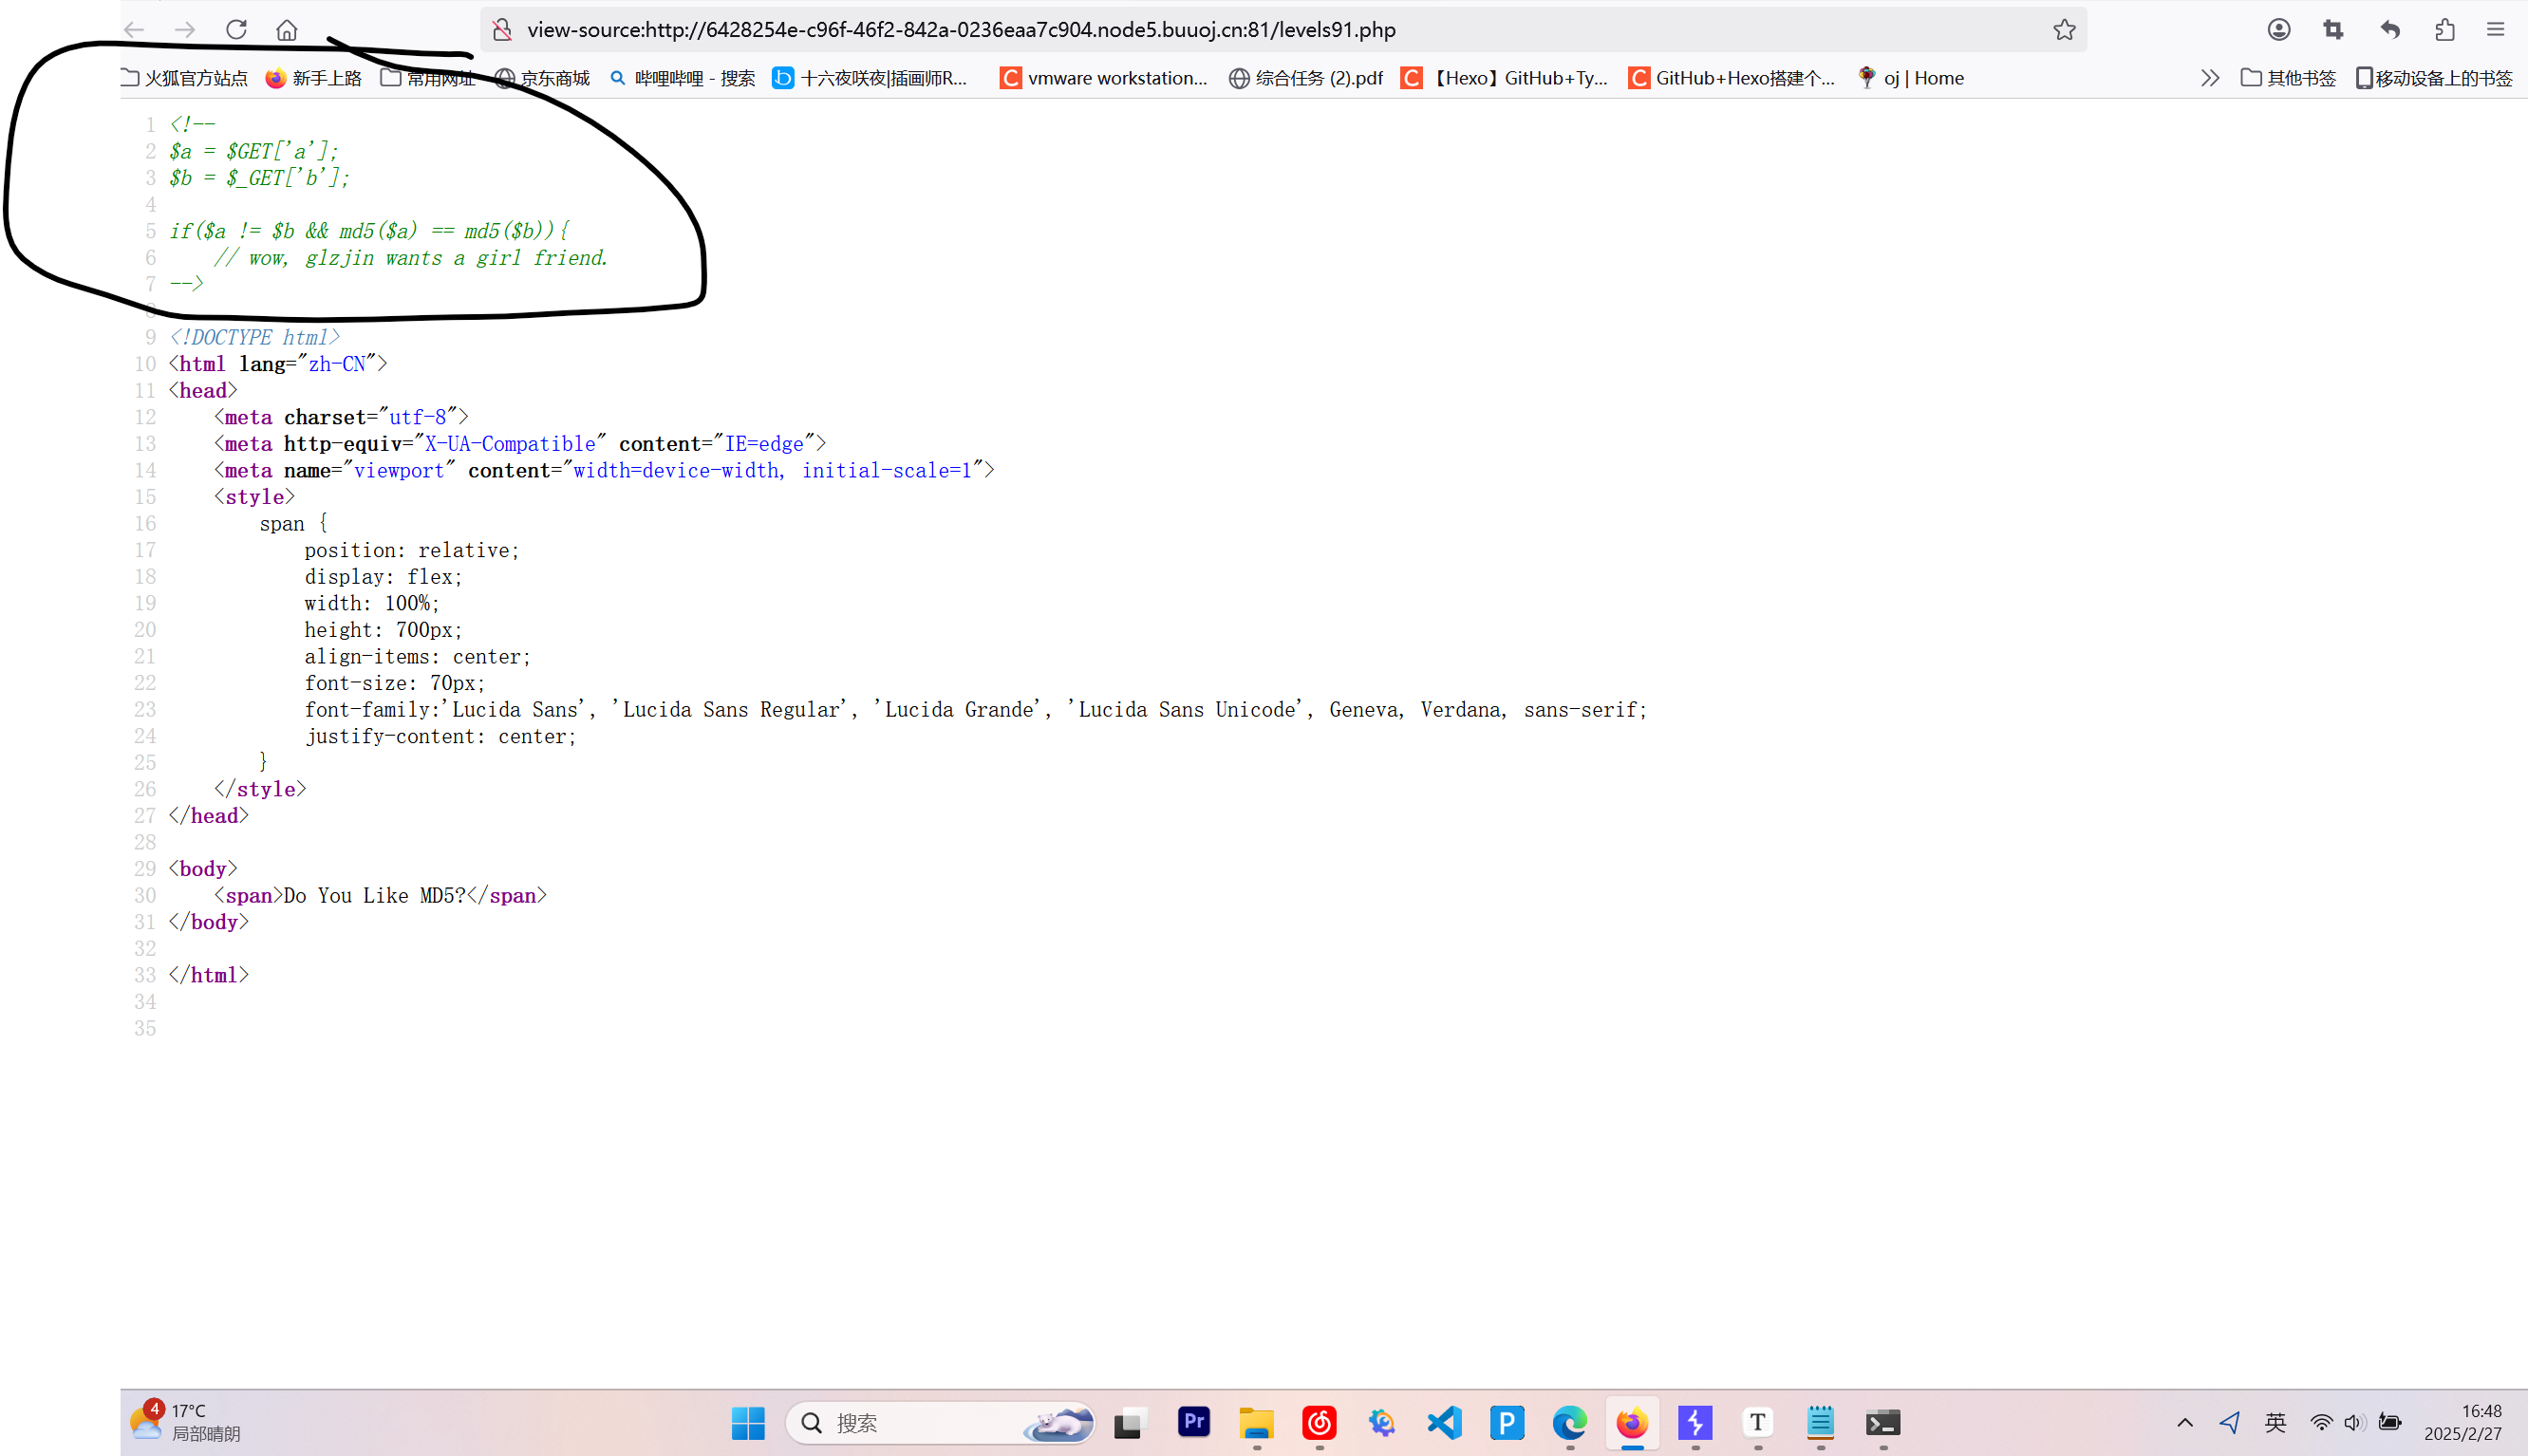 view-source:http://6428254e-c96f-46f2-842a-0236eaa7c904.node5.buuoj.cn:81/levels91.php
火狐官方站点 新手上路 常用网址 京东商城 哔哩哔哩 - 搜索 十六夜咲夜|插画师R... vmware workstation... 综合任务 (2).pdf 【Hexo】GitHub+Ty... GitHub+Hexo搭建个... oj | Home 其他书签 移动设备上的书签
1 <!--
2 $a = $GET['a'];
3 $b = $_GET['b'];
4
5 if($a != $b && md5($a) == md5($b)){
6     // wow, glzjin wants a girl friend.
7 -->
8
9 <!DOCTYPE html>
10 <html lang="zh-CN">
11 <head>
12     <meta charset="utf-8">
13     <meta http-equiv="X-UA-Compatible" content="IE=edge">
14     <meta name="viewport" content="width=device-width, initial-scale=1">
15     <style>
16         span {
17             position: relative;
18             display: flex;
19             width: 100%;
20             height: 700px;
21             align-items: center;
22             font-size: 70px;
23             font-family:'Lucida Sans', 'Lucida Sans Regular', 'Lucida Grande', 'Lucida Sans Unicode', Geneva, Verdana, sans-serif;
24             justify-content: center;
25         }
26     </style>
27 </head>
28
29 <body>
30     <span>Do You Like MD5?</span>
31 </body>
32
33 </html>
34
35
4 17°C
局部晴朗
搜索
Pr
P
T
英
16:48
2025/2/27